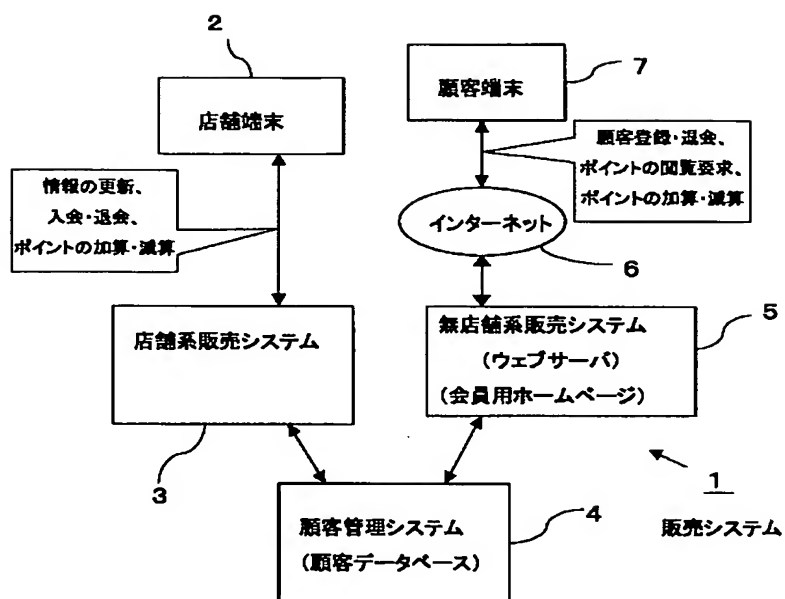 2
店舗端末
7
顧客端末
情報の更新、
入会・退会、
ポイントの加算・減算
顧客登録・退会、
ポイントの閲覧要求、
ポイントの加算・減算
インターネット
6
店舗系販売システム
3
無店舗系販売システム
(ウェブサーバ)
(会員用ホームページ)
5
顧客管理システム
(顧客データベース)
4
1
販売システム